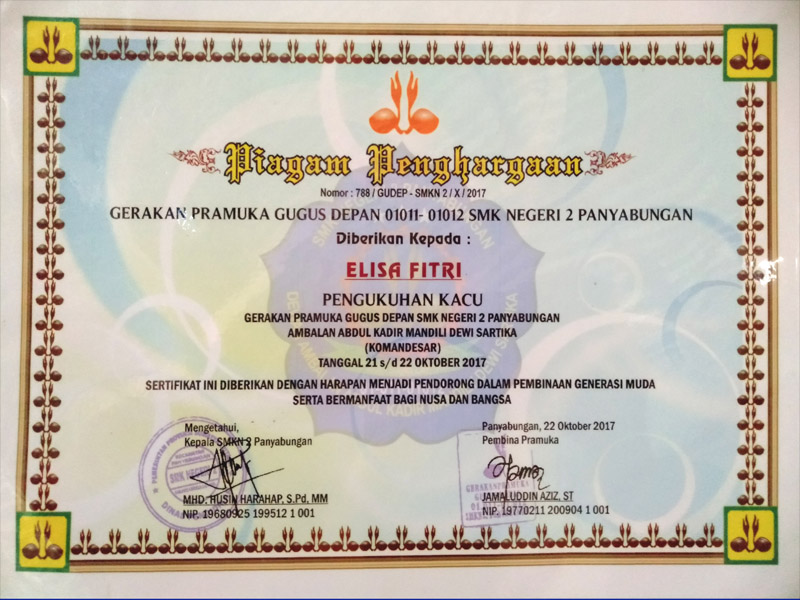 Piagam Penghargaan
Nomor : 788 / GUDEP - SMKN 2 / X / 2017
GERAKAN PRAMUKA GUGUS DEPAN 01011- 01012 SMK NEGERI 2 PANYABUNGAN
Diberikan Kepada :
ELISA FITRI
PENGUKUHAN KACU
GERAKAN PRAMUKA GUGUS DEPAN SMK NEGERI 2 PANYABUNGAN
AMBALAN ABDUL KADIR MANDILI DEWI SARTIKA
(KOMANDESAR)
TANGGAL 21 s/d 22 OKTOBER 2017
SERTIFIKAT INI DIBERIKAN DENGAN HARAPAN MENJADI PENDORONG DALAM PEMBINAAN GENERASI MUDA
SERTA BERMANFAAT BAGI NUSA DAN BANGSA
Mengetahui,
Kepala SMKN 2 Panyabungan
MHD. HUSIN HARAHAP, S.Pd, MM
NIP. 19680925 199512 1 001
Panyabungan, 22 Oktober 2017
Pembina Pramuka
JAMALUDDIN AZIZ, ST
NIP. 19770211 200904 1 001